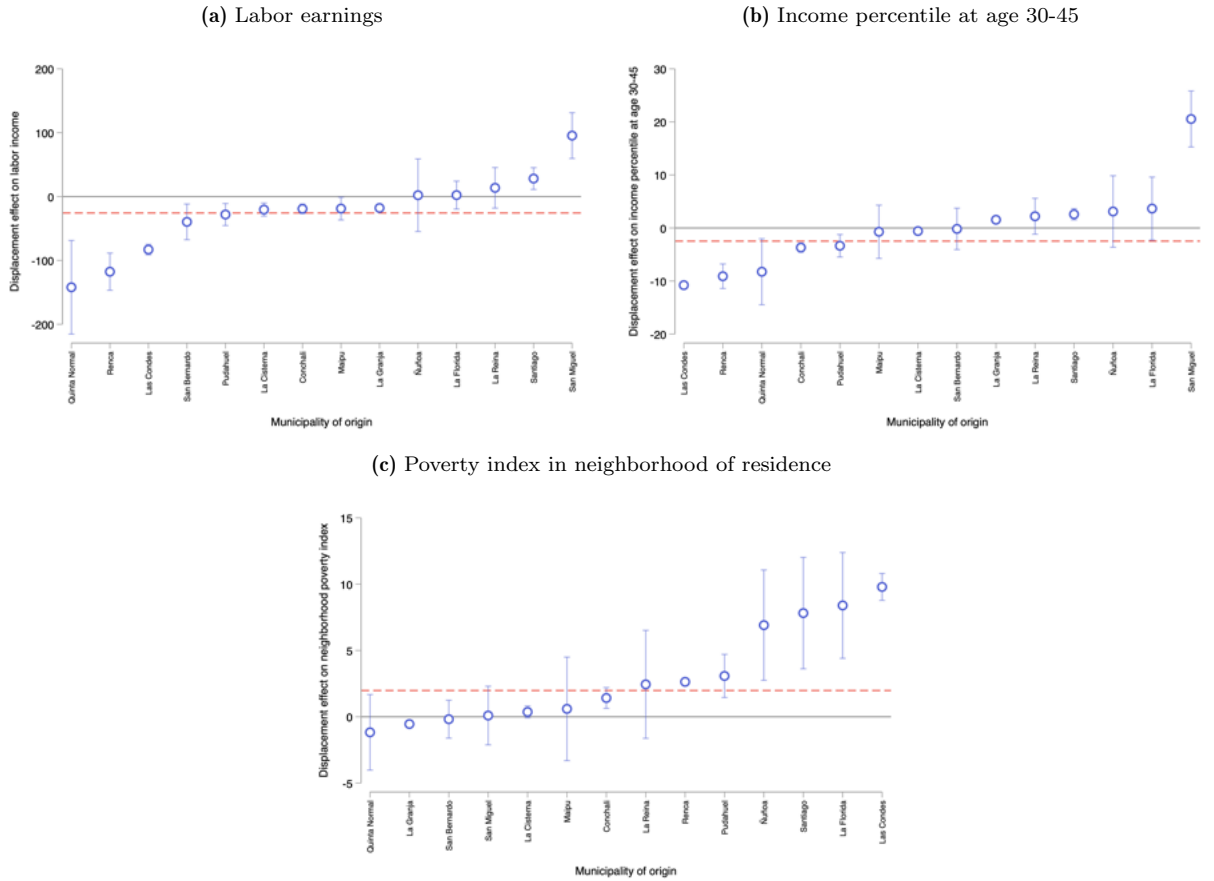 (a) Labor earnings
Displacement effect on labor income
200
100
0
-100
-200
Quinta Normal
Renca
Las Condes
San Bernardo
Pudahuel
La Cisterna
Conchali
Maipu
La Granja
Ñuñoa
La Florida
La Reina
Santiago
San Miguel
Municipality of origin
(b) Income percentile at age 30-45
Displacement effect on income percentile at age 30-45
30
20
10
0
-10
-20
Las Condes
Renca
Quinta Normal
Conchali
Pudahuel
Maipu
La Cisterna
San Bernardo
La Granja
La Reina
Santiago
Ñuñoa
La Florida
San Miguel
Municipality of origin
(c) Poverty index in neighborhood of residence
Displacement effect on neighborhood poverty index
15
10
5
0
-5
Quinta Normal
La Granja
San Bernardo
San Miguel
La Cisterna
Maipu
Conchali
La Reina
Renca
Pudahuel
Ñuñoa
Santiago
La Florida
Las Condes
Municipality of origin